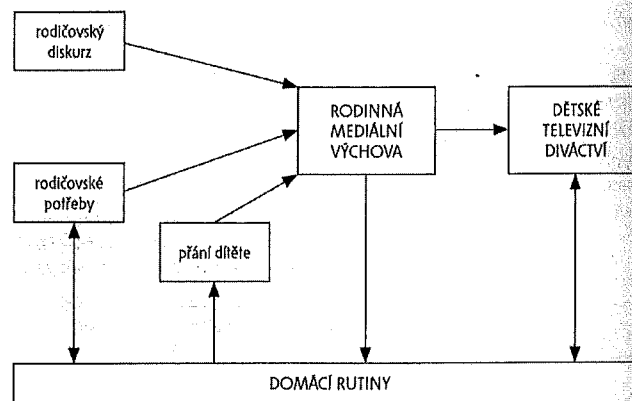 rodičovský
diskurz
RODINNÁ
MEDIÁLNÍ
VÝCHOVA
DĚTSKÉ
TELEVIZNÍ
DIVÁCTVÍ
rodičovské
potřeby
přání dítěte
DOMÁCÍ RUTINY